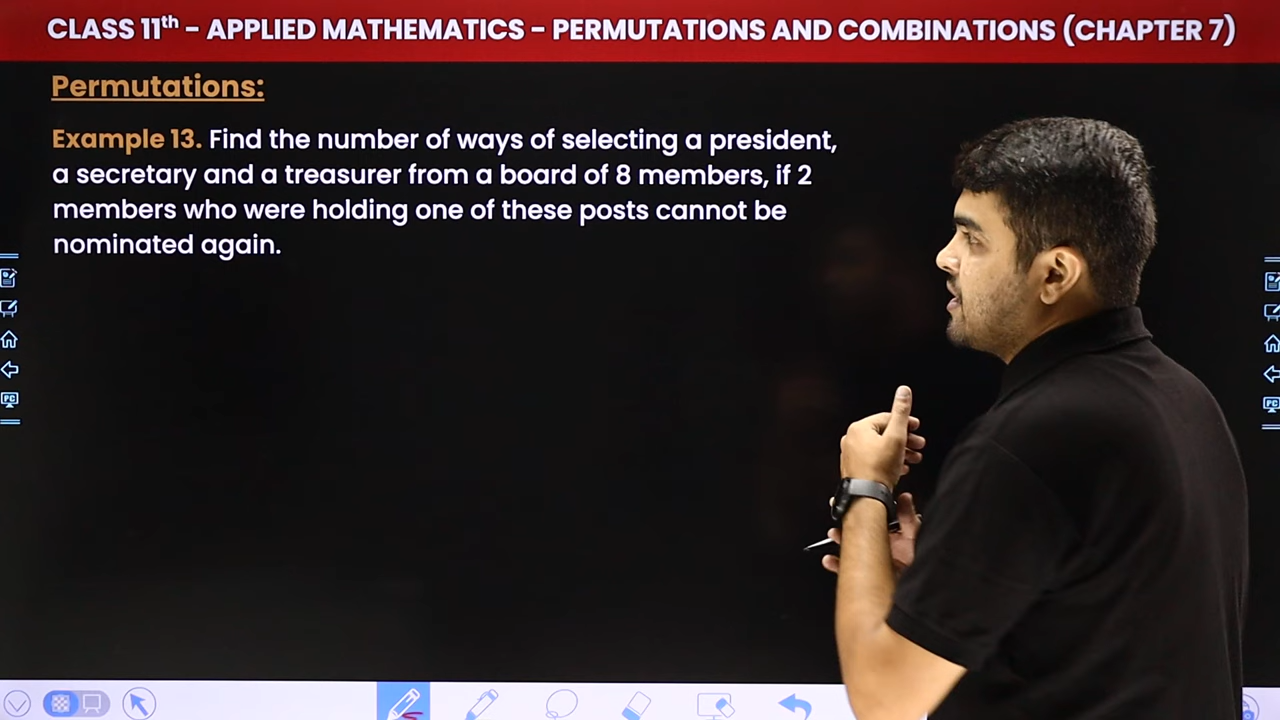 CLASS 11th - APPLIED MATHEMATICS - PERMUTATIONS AND COMBINATIONS (CHAPTER 7)
Permutations:
Example 13. Find the number of ways of selecting a president,
a secretary and a treasurer from a board of 8 members, if 2
members who were holding one of these posts cannot be
nominated again.
PC
PC